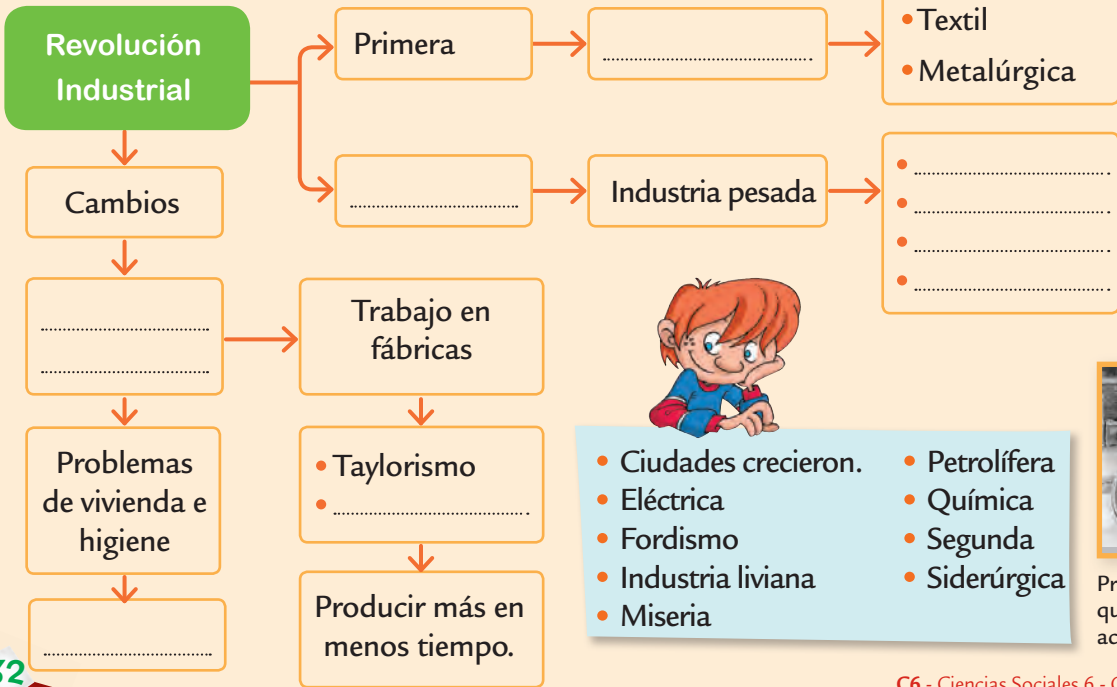 Revolución
Industrial
Primera
• Textil
• Metalúrgica
Industria pesada
Cambios
Trabajo en
fábricas
Problemas
de vivienda e
higiene
• Taylorismo
Producir más en
menos tiempo.
• Ciudades crecieron.
• Eléctrica
• Fordismo
• Industria liviana
• Miseria
• Petrolífera
• Química
• Segunda
• Siderúrgica
C6 - Ciencias Sociales 6 -